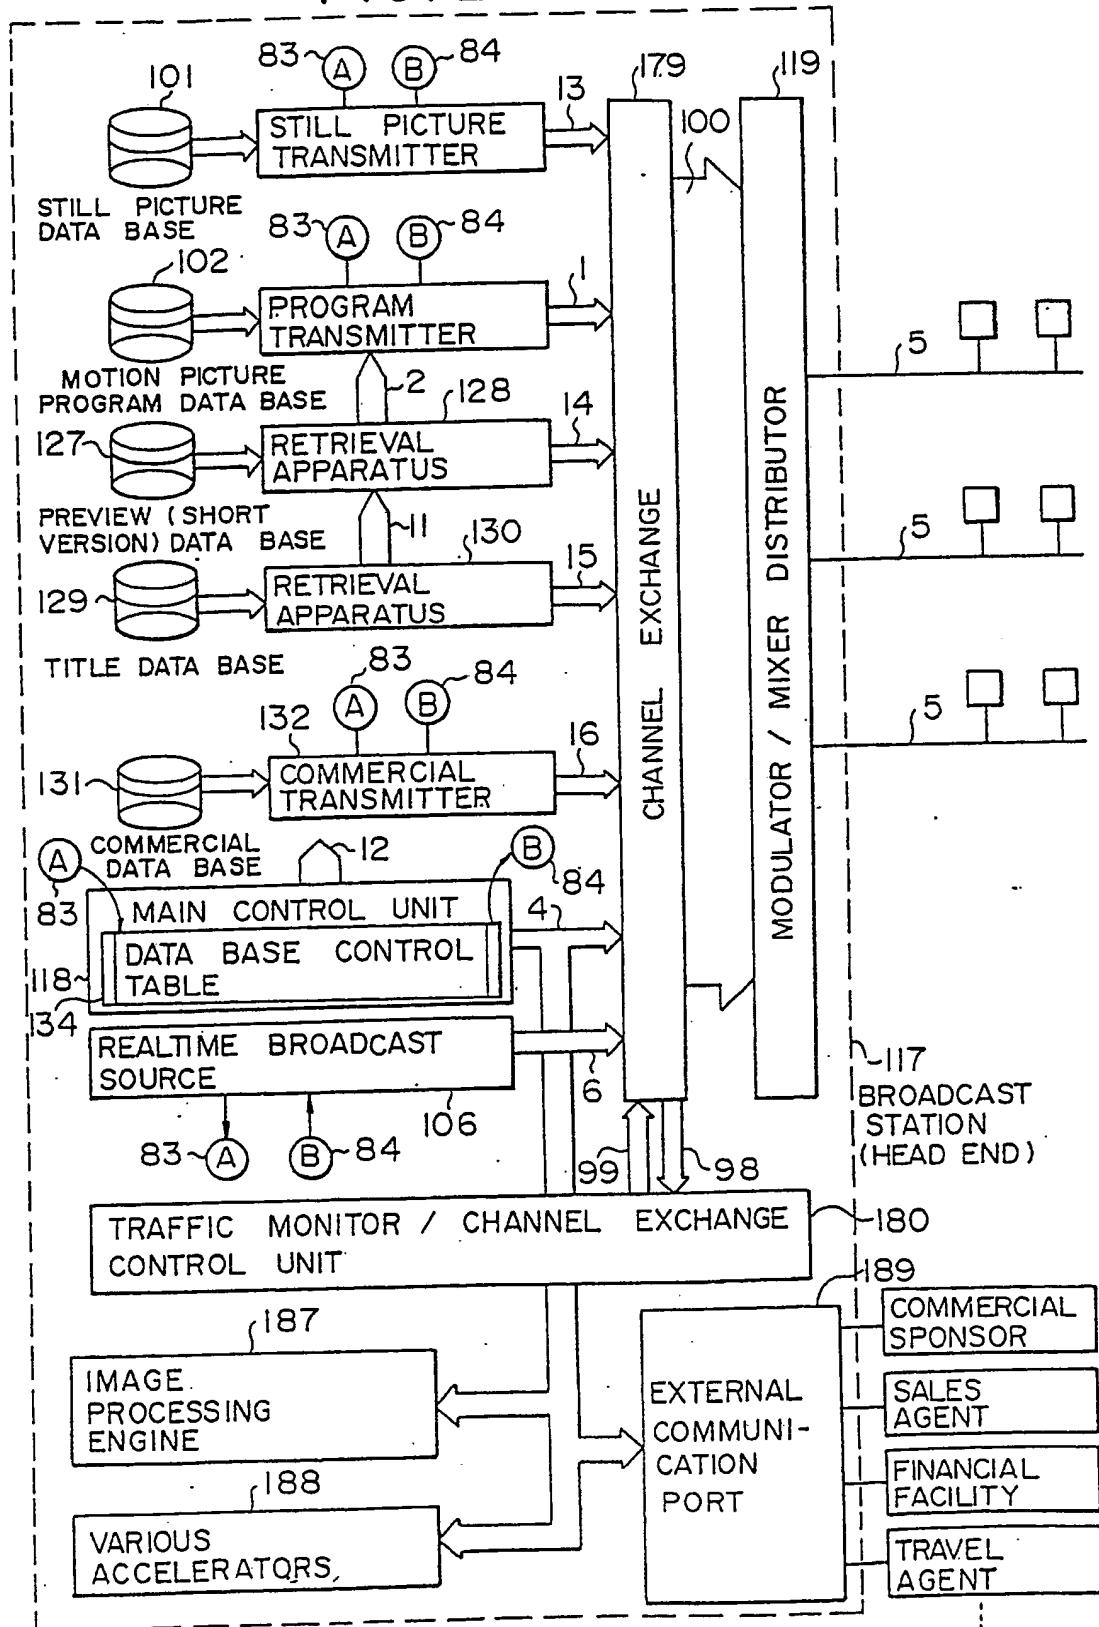 83 A B 84
179
119
101
STILL PICTURE
TRANSMITTER
13
100
STILL PICTURE
DATA BASE
83 A B 84
102
PROGRAM
TRANSMITTER
1
MOTION PICTURE
PROGRAM DATA BASE
2
128
127
RETRIEVAL
APPARATUS
14
PREVIEW (SHORT
VERSION) DATA BASE
11
130
129
RETRIEVAL
APPARATUS
15
TITLE DATA BASE
83 A B 84
132
131
COMMERCIAL
TRANSMITTER
16
COMMERCIAL
DATA BASE
12
A 83
B 84
MAIN CONTROL UNIT
DATA BASE CONTROL
TABLE
118
134
4
REALTIME BROADCAST
SOURCE
6
106
83 A B 84
CHANNEL EXCHANGE
MODULATOR / MIXER DISTRIBUTOR
5
5
5
117
BROADCAST
STATION
(HEAD END)
99
98
TRAFFIC MONITOR / CHANNEL EXCHANGE
CONTROL UNIT
180
187
IMAGE
PROCESSING
ENGINE
188
VARIOUS
ACCELERATORS
189
EXTERNAL
COMMUNI-
CATION
PORT
COMMERCIAL
SPONSOR
SALES
AGENT
FINANCIAL
FACILITY
TRAVEL
AGENT